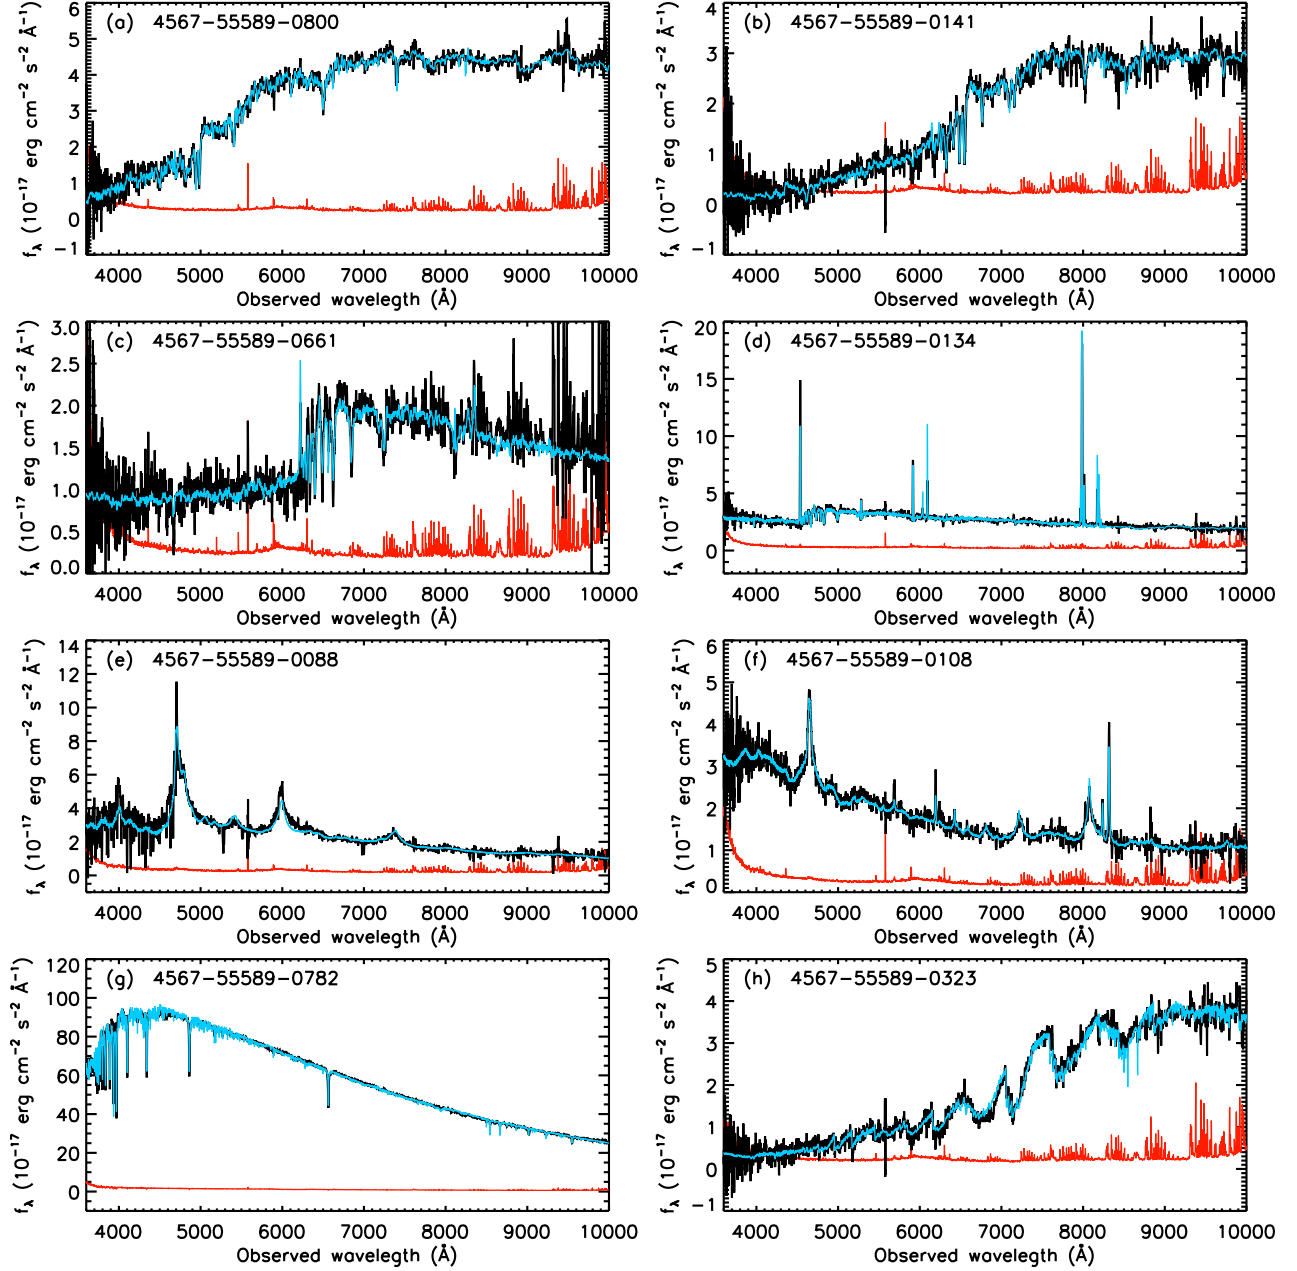 (a) 4567-55589-0800
6
5
4
3
2
1
0
-1
fλ (10⁻¹⁷ erg cm⁻² s⁻² Å⁻¹)
4000 5000 6000 7000 8000 9000 10000
Observed wavelegth (Å)
(b) 4567-55589-0141
4
3
2
1
0
-1
fλ (10⁻¹⁷ erg cm⁻² s⁻² Å⁻¹)
4000 5000 6000 7000 8000 9000 10000
Observed wavelegth (Å)
(c) 4567-55589-0661
3.0
2.5
2.0
1.5
1.0
0.5
0.0
fλ (10⁻¹⁷ erg cm⁻² s⁻² Å⁻¹)
4000 5000 6000 7000 8000 9000 10000
Observed wavelegth (Å)
(d) 4567-55589-0134
20
15
10
5
0
fλ (10⁻¹⁷ erg cm⁻² s⁻² Å⁻¹)
4000 5000 6000 7000 8000 9000 10000
Observed wavelegth (Å)
(e) 4567-55589-0088
14
12
10
8
6
4
2
0
fλ (10⁻¹⁷ erg cm⁻² s⁻² Å⁻¹)
4000 5000 6000 7000 8000 9000 10000
Observed wavelegth (Å)
(f) 4567-55589-0108
6
5
4
3
2
1
0
fλ (10⁻¹⁷ erg cm⁻² s⁻² Å⁻¹)
4000 5000 6000 7000 8000 9000 10000
Observed wavelegth (Å)
(g) 4567-55589-0782
120
100
80
60
40
20
0
fλ (10⁻¹⁷ erg cm⁻² s⁻² Å⁻¹)
4000 5000 6000 7000 8000 9000 10000
Observed wavelegth (Å)
(h) 4567-55589-0323
5
4
3
2
1
0
-1
fλ (10⁻¹⁷ erg cm⁻² s⁻² Å⁻¹)
4000 5000 6000 7000 8000 9000 10000
Observed wavelegth (Å)